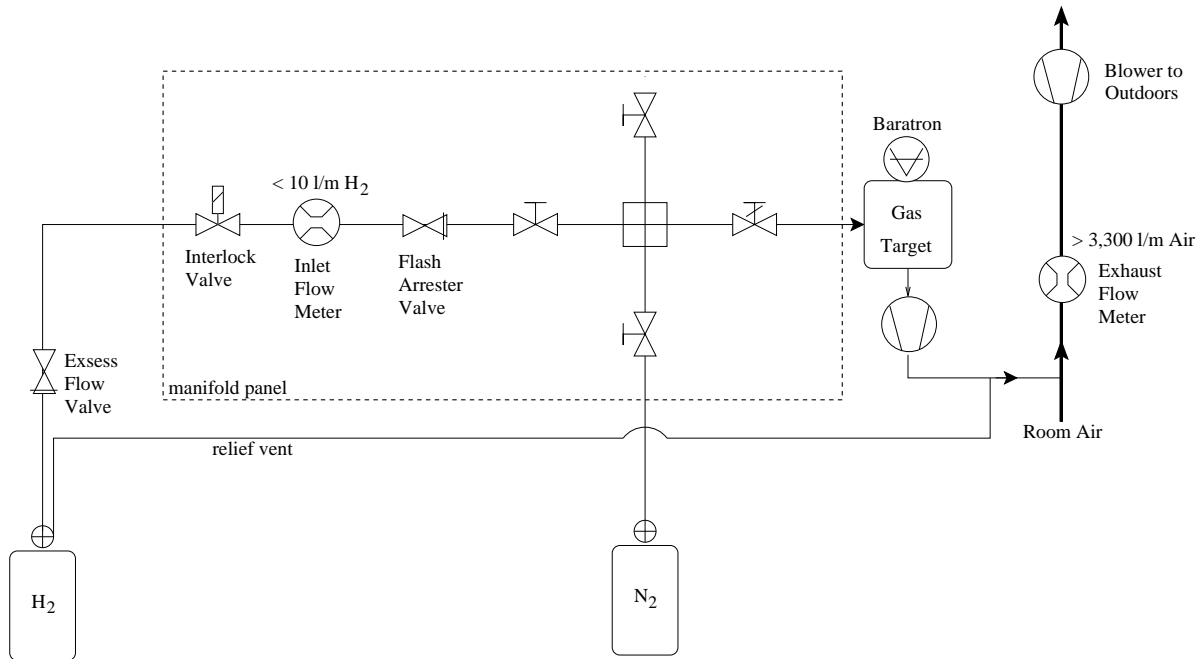 Blower to
Outdoors
Baratron
< 10 l/m H2
Gas
Target
> 3,300 l/m Air
Interlock
Valve
Inlet
Flow
Meter
Flash
Arrester
Valve
Exhaust
Flow
Meter
Exsess
Flow
Valve
manifold panel
relief vent
Room Air
H2
N2